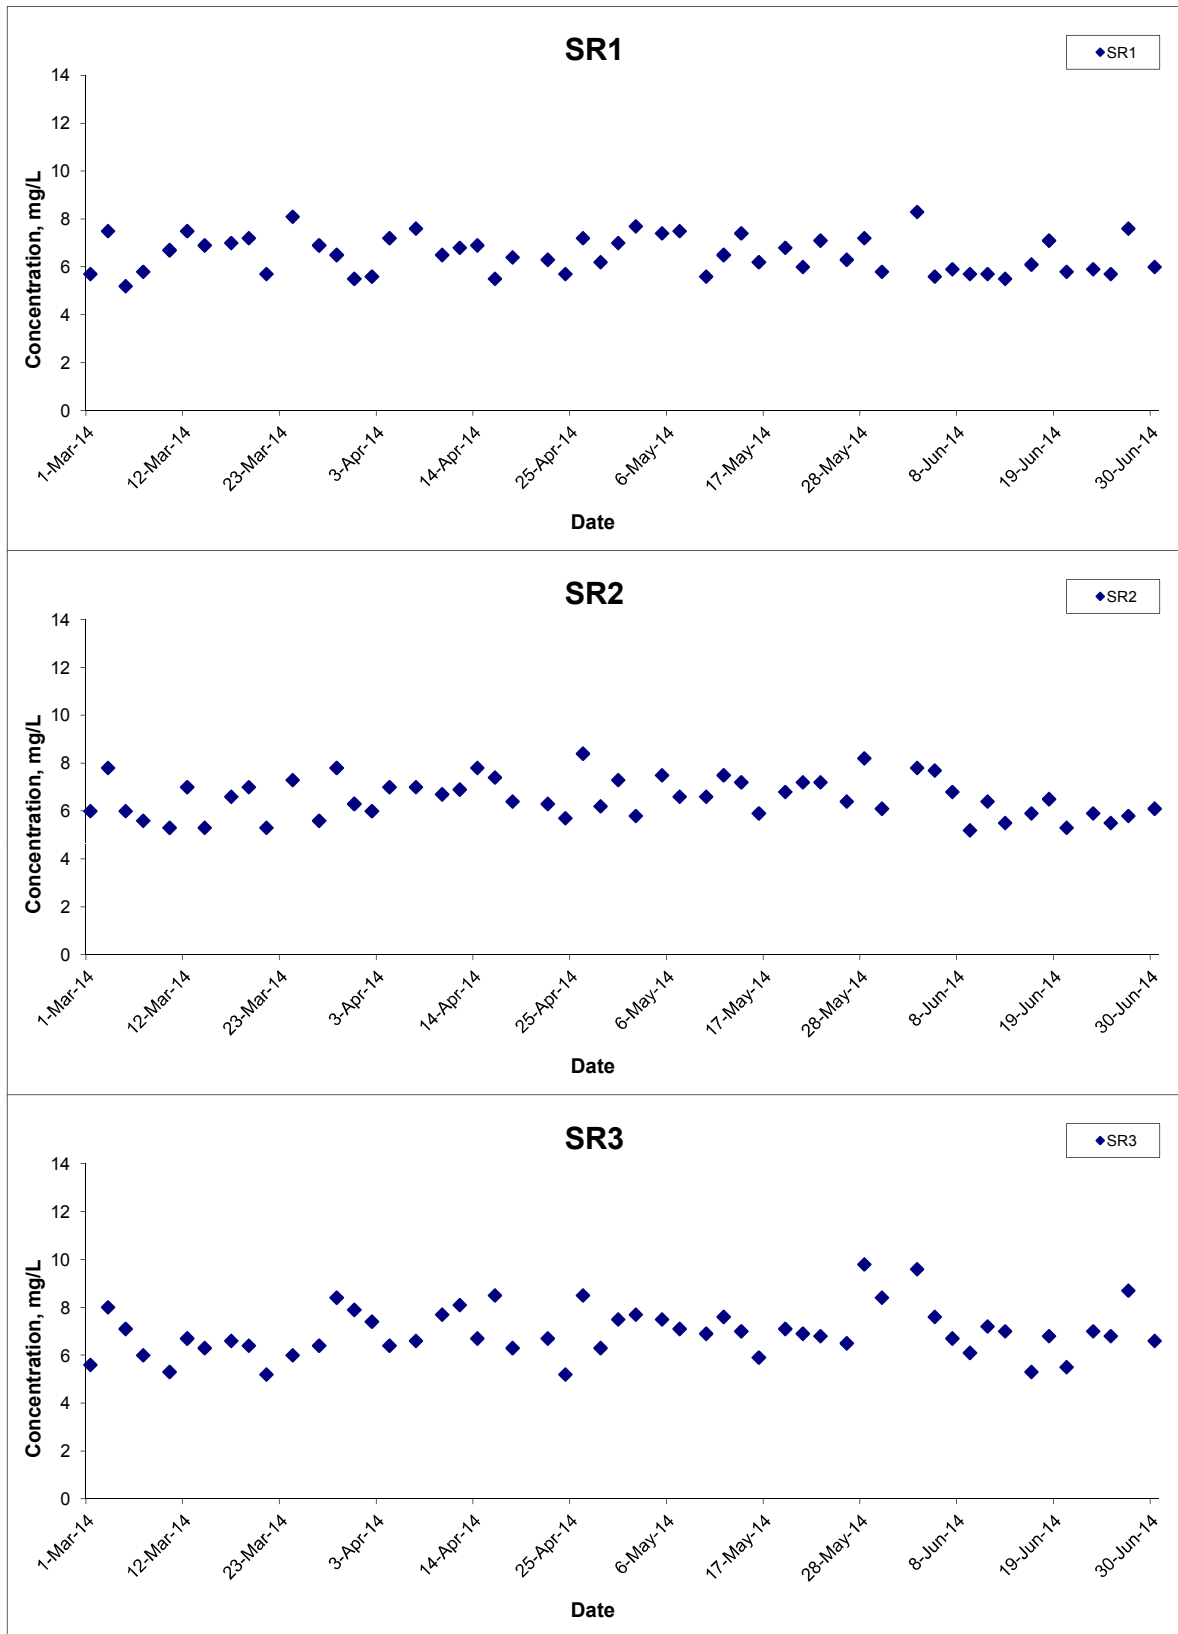 SR1
SR1
14
12
10
8
6
4
2
0
Concentration, mg/L
1-Mar-14
12-Mar-14
23-Mar-14
3-Apr-14
14-Apr-14
25-Apr-14
6-May-14
17-May-14
28-May-14
8-Jun-14
19-Jun-14
30-Jun-14
Date
SR2
SR2
14
12
10
8
6
4
2
0
Concentration, mg/L
1-Mar-14
12-Mar-14
23-Mar-14
3-Apr-14
14-Apr-14
25-Apr-14
6-May-14
17-May-14
28-May-14
8-Jun-14
19-Jun-14
30-Jun-14
Date
SR3
SR3
14
12
10
8
6
4
2
0
Concentration, mg/L
1-Mar-14
12-Mar-14
23-Mar-14
3-Apr-14
14-Apr-14
25-Apr-14
6-May-14
17-May-14
28-May-14
8-Jun-14
19-Jun-14
30-Jun-14
Date